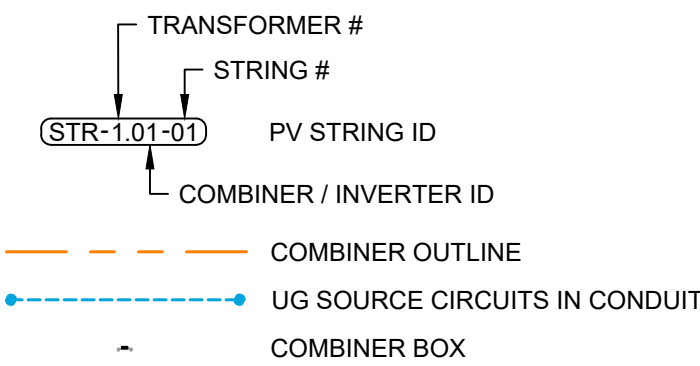 TRANSFORMER #
STRING #
STR-1.01-01 PV STRING ID
COMBINER / INVERTER ID
COMBINER OUTLINE
UG SOURCE CIRCUITS IN CONDUIT
COMBINER BOX